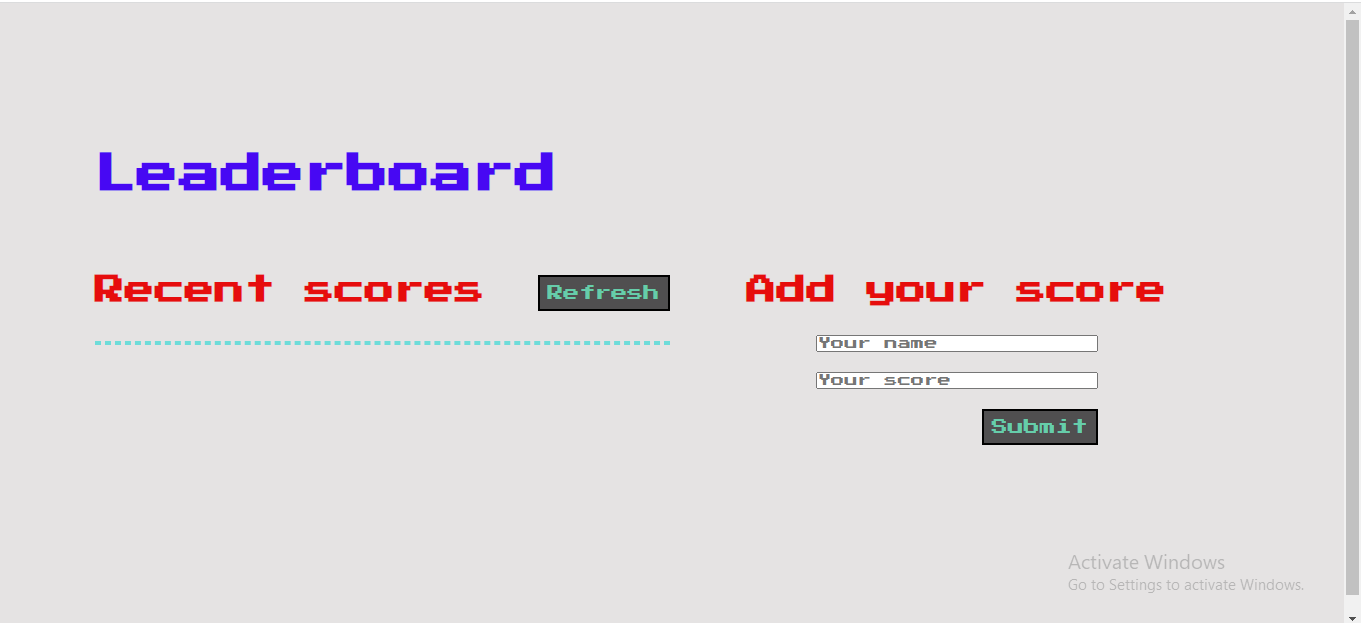 Leaderboard
Recent scores
Refresh
Add your score
Your name
Your score
Submit
Activate Windows
Go to Settings to activate Windows.